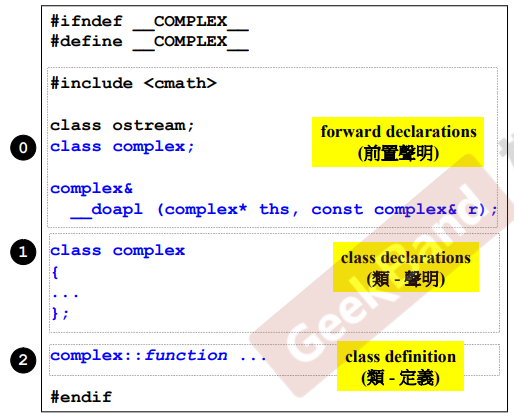 #ifndef __COMPLEX__
#define __COMPLEX__
#include <cmath>
class ostream;
class complex;
complex&
__doapl (complex* ths, const complex& r);
0
forward declarations
(前置聲明)
1
class complex
{
...
};
class declarations
(類 - 聲明)
2
complex::function ...
class definition
(類 - 定義)
#endif
GeekBand